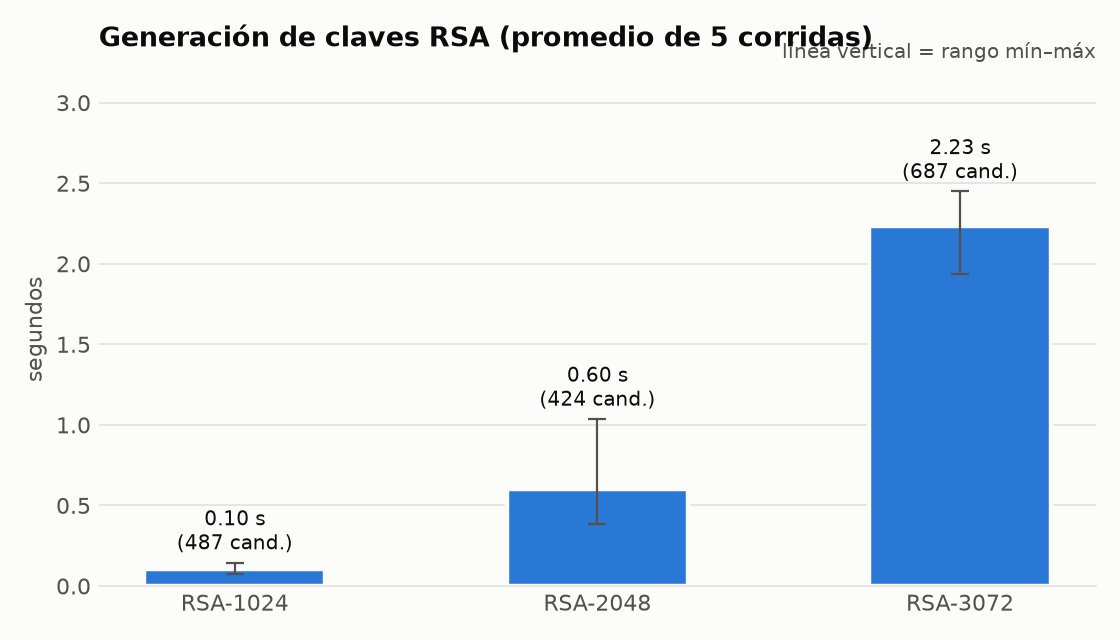 Generación de claves RSA (promedio de 5 corridas)
línea vertical = rango mín–máx
3.0
2.5
2.0
1.5
1.0
0.5
0.0
segundos
0.10 s
(487 cand.)
0.60 s
(424 cand.)
2.23 s
(687 cand.)
RSA-1024
RSA-2048
RSA-3072